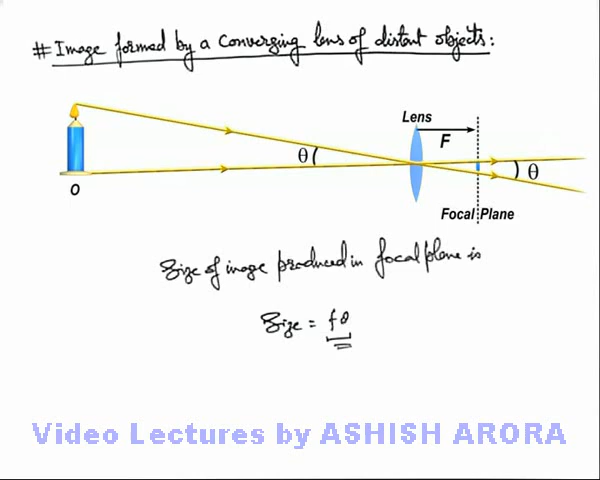 # Image formed by a converging lens of distant objects:
Lens
F
θ
θ
O
Focal Plane
Size of image produced in focal plane is
Size = fθ
Video Lectures by ASHISH ARORA